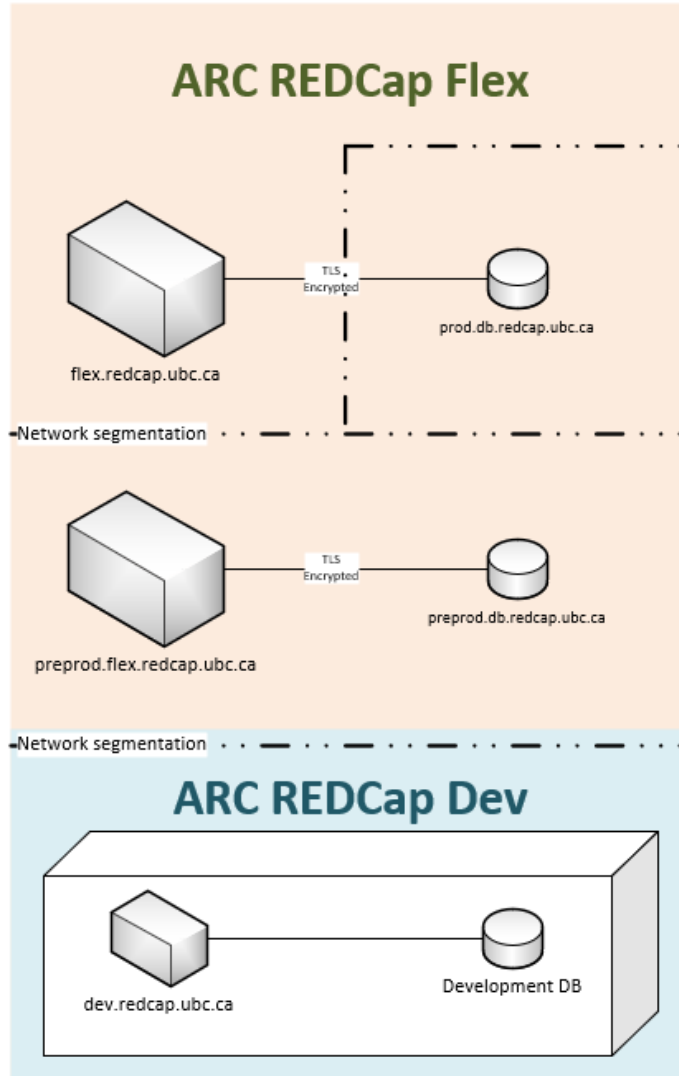 ARC REDCap Flex
TLS
Encrypted
prod.db.redcap.ubc.ca
flex.redcap.ubc.ca
Network segmentation
TLS
Encrypted
preprod.db.redcap.ubc.ca
preprod.flex.redcap.ubc.ca
Network segmentation
ARC REDCap Dev
Development DB
dev.redcap.ubc.ca